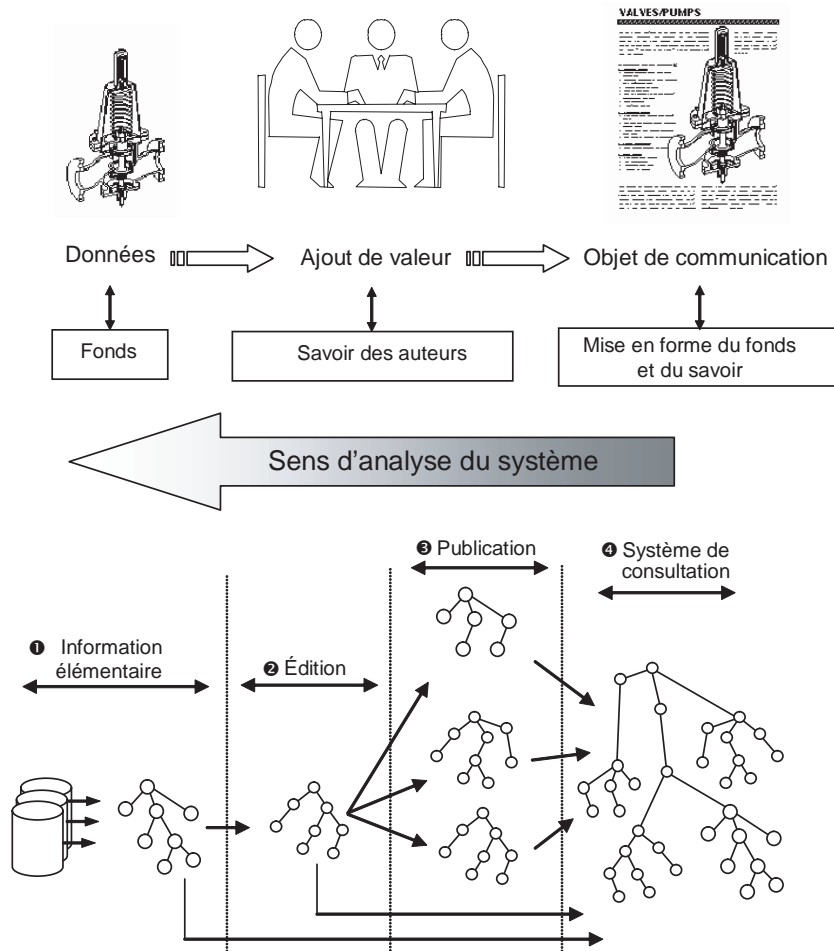 VALVES/PUMPS
Données
Ajout de valeur
Objet de communication
Fonds
Savoir des auteurs
Mise en forme du fonds
et du savoir
Sens d'analyse du système
❸ Publication
❹ Système de
consultation
❶ Information
élémentaire
❷ Édition